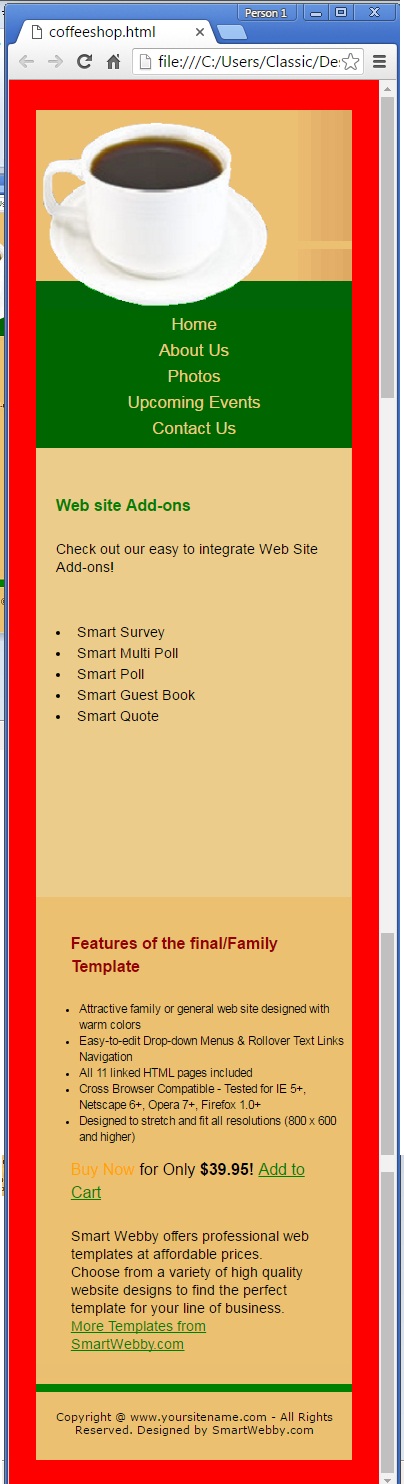 Person 1
coffeeshop.html
file:///C:/Users/Classic/De
Home
About Us
Photos
Upcoming Events
Contact Us
Web site Add-ons
Check out our easy to integrate Web Site
Add-ons!
• Smart Survey
• Smart Multi Poll
• Smart Poll
• Smart Guest Book
• Smart Quote
Features of the final/Family
Template
• Attractive family or general web site designed with
warm colors
• Easy-to-edit Drop-down Menus & Rollover Text Links
Navigation
• All 11 linked HTML pages included
• Cross Browser Compatible - Tested for IE 5+,
Netscape 6+, Opera 7+, Firefox 1.0+
• Designed to stretch and fit all resolutions (800 x 600
and higher)
Buy Now for Only $39.95! Add to
Cart
Smart Webby offers professional web
templates at affordable prices.
Choose from a variety of high quality
website designs to find the perfect
template for your line of business.
More Templates from
SmartWebby.com
Copyright @ www.yoursitename.com - All Rights
Reserved. Designed by SmartWebby.com